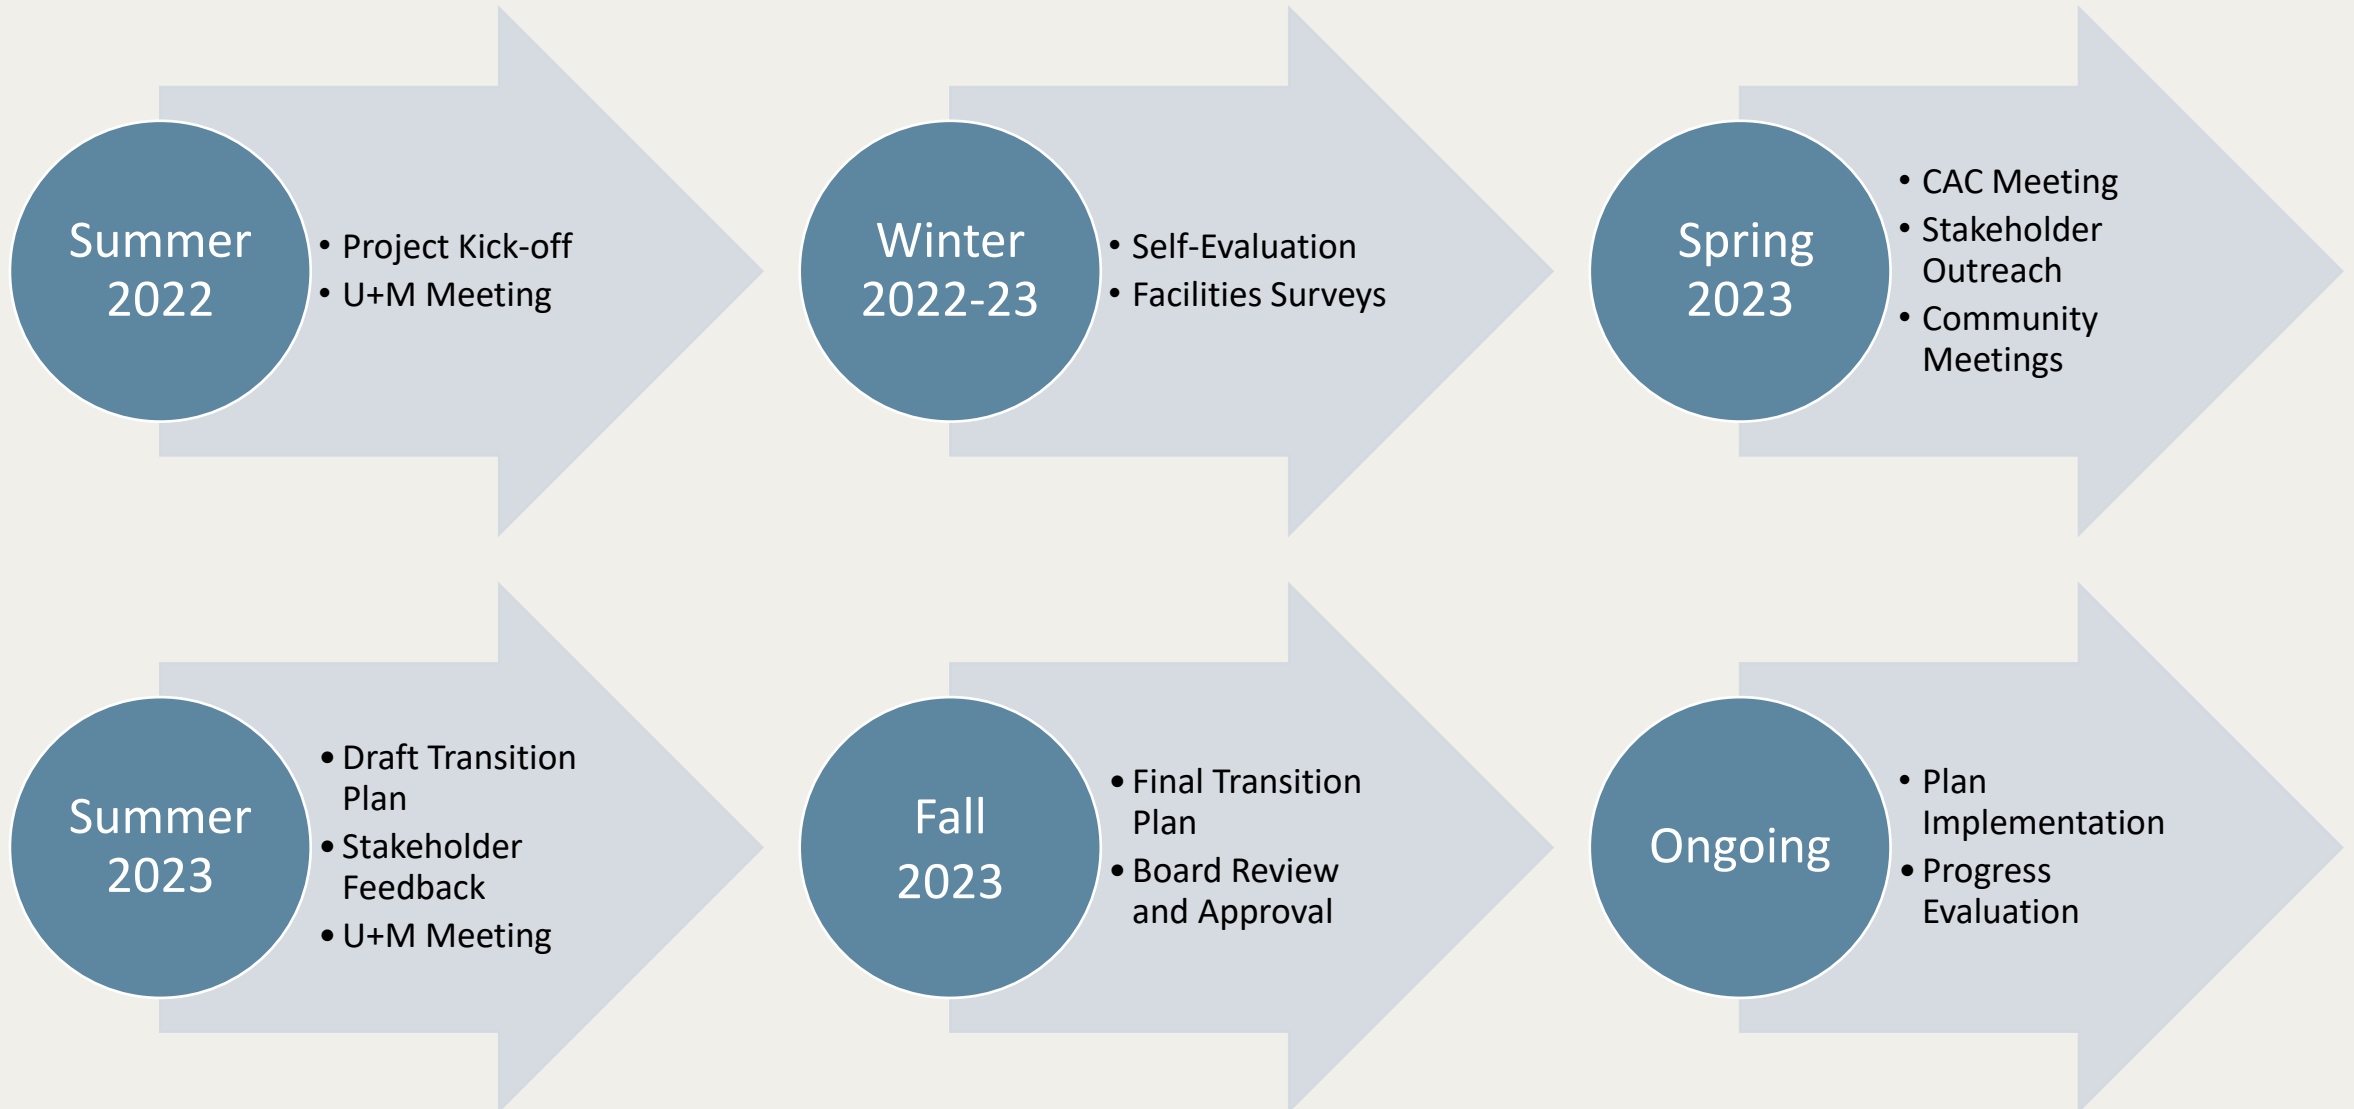 Summer
2022
• Project Kick-off
• U+M Meeting
Winter
2022-23
• Self-Evaluation
• Facilities Surveys
Spring
2023
• CAC Meeting
• Stakeholder
Outreach
• Community
Meetings
Summer
2023
• Draft Transition
Plan
• Stakeholder
Feedback
• U+M Meeting
Fall
2023
• Final Transition
Plan
• Board Review
and Approval
Ongoing
• Plan
Implementation
• Progress
Evaluation